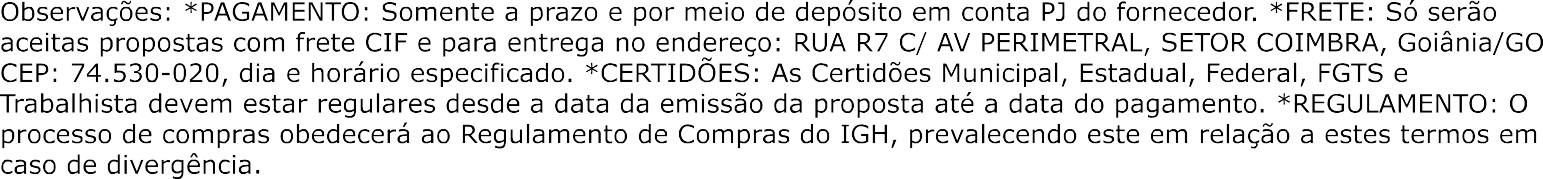 Observações: *PAGAMENTO: Somente a prazo e por meio de depósito em conta PJ do fornecedor. *FRETE: Só serão
aceitas propostas com frete CIF e para entrega no endereço: RUA R7 C/ AV PERIMETRAL, SETOR COIMBRA, Goiânia/GO
CEP: 74.530-020, dia e horário especificado. *CERTIDÕES: As Certidões Municipal, Estadual, Federal, FGTS e
Trabalhista devem estar regulares desde a data da emissão da proposta até a data do pagamento. *REGULAMENTO: O
processo de compras obedecerá ao Regulamento de Compras do IGH, prevalecendo este em relação a estes termos em
caso de divergência.